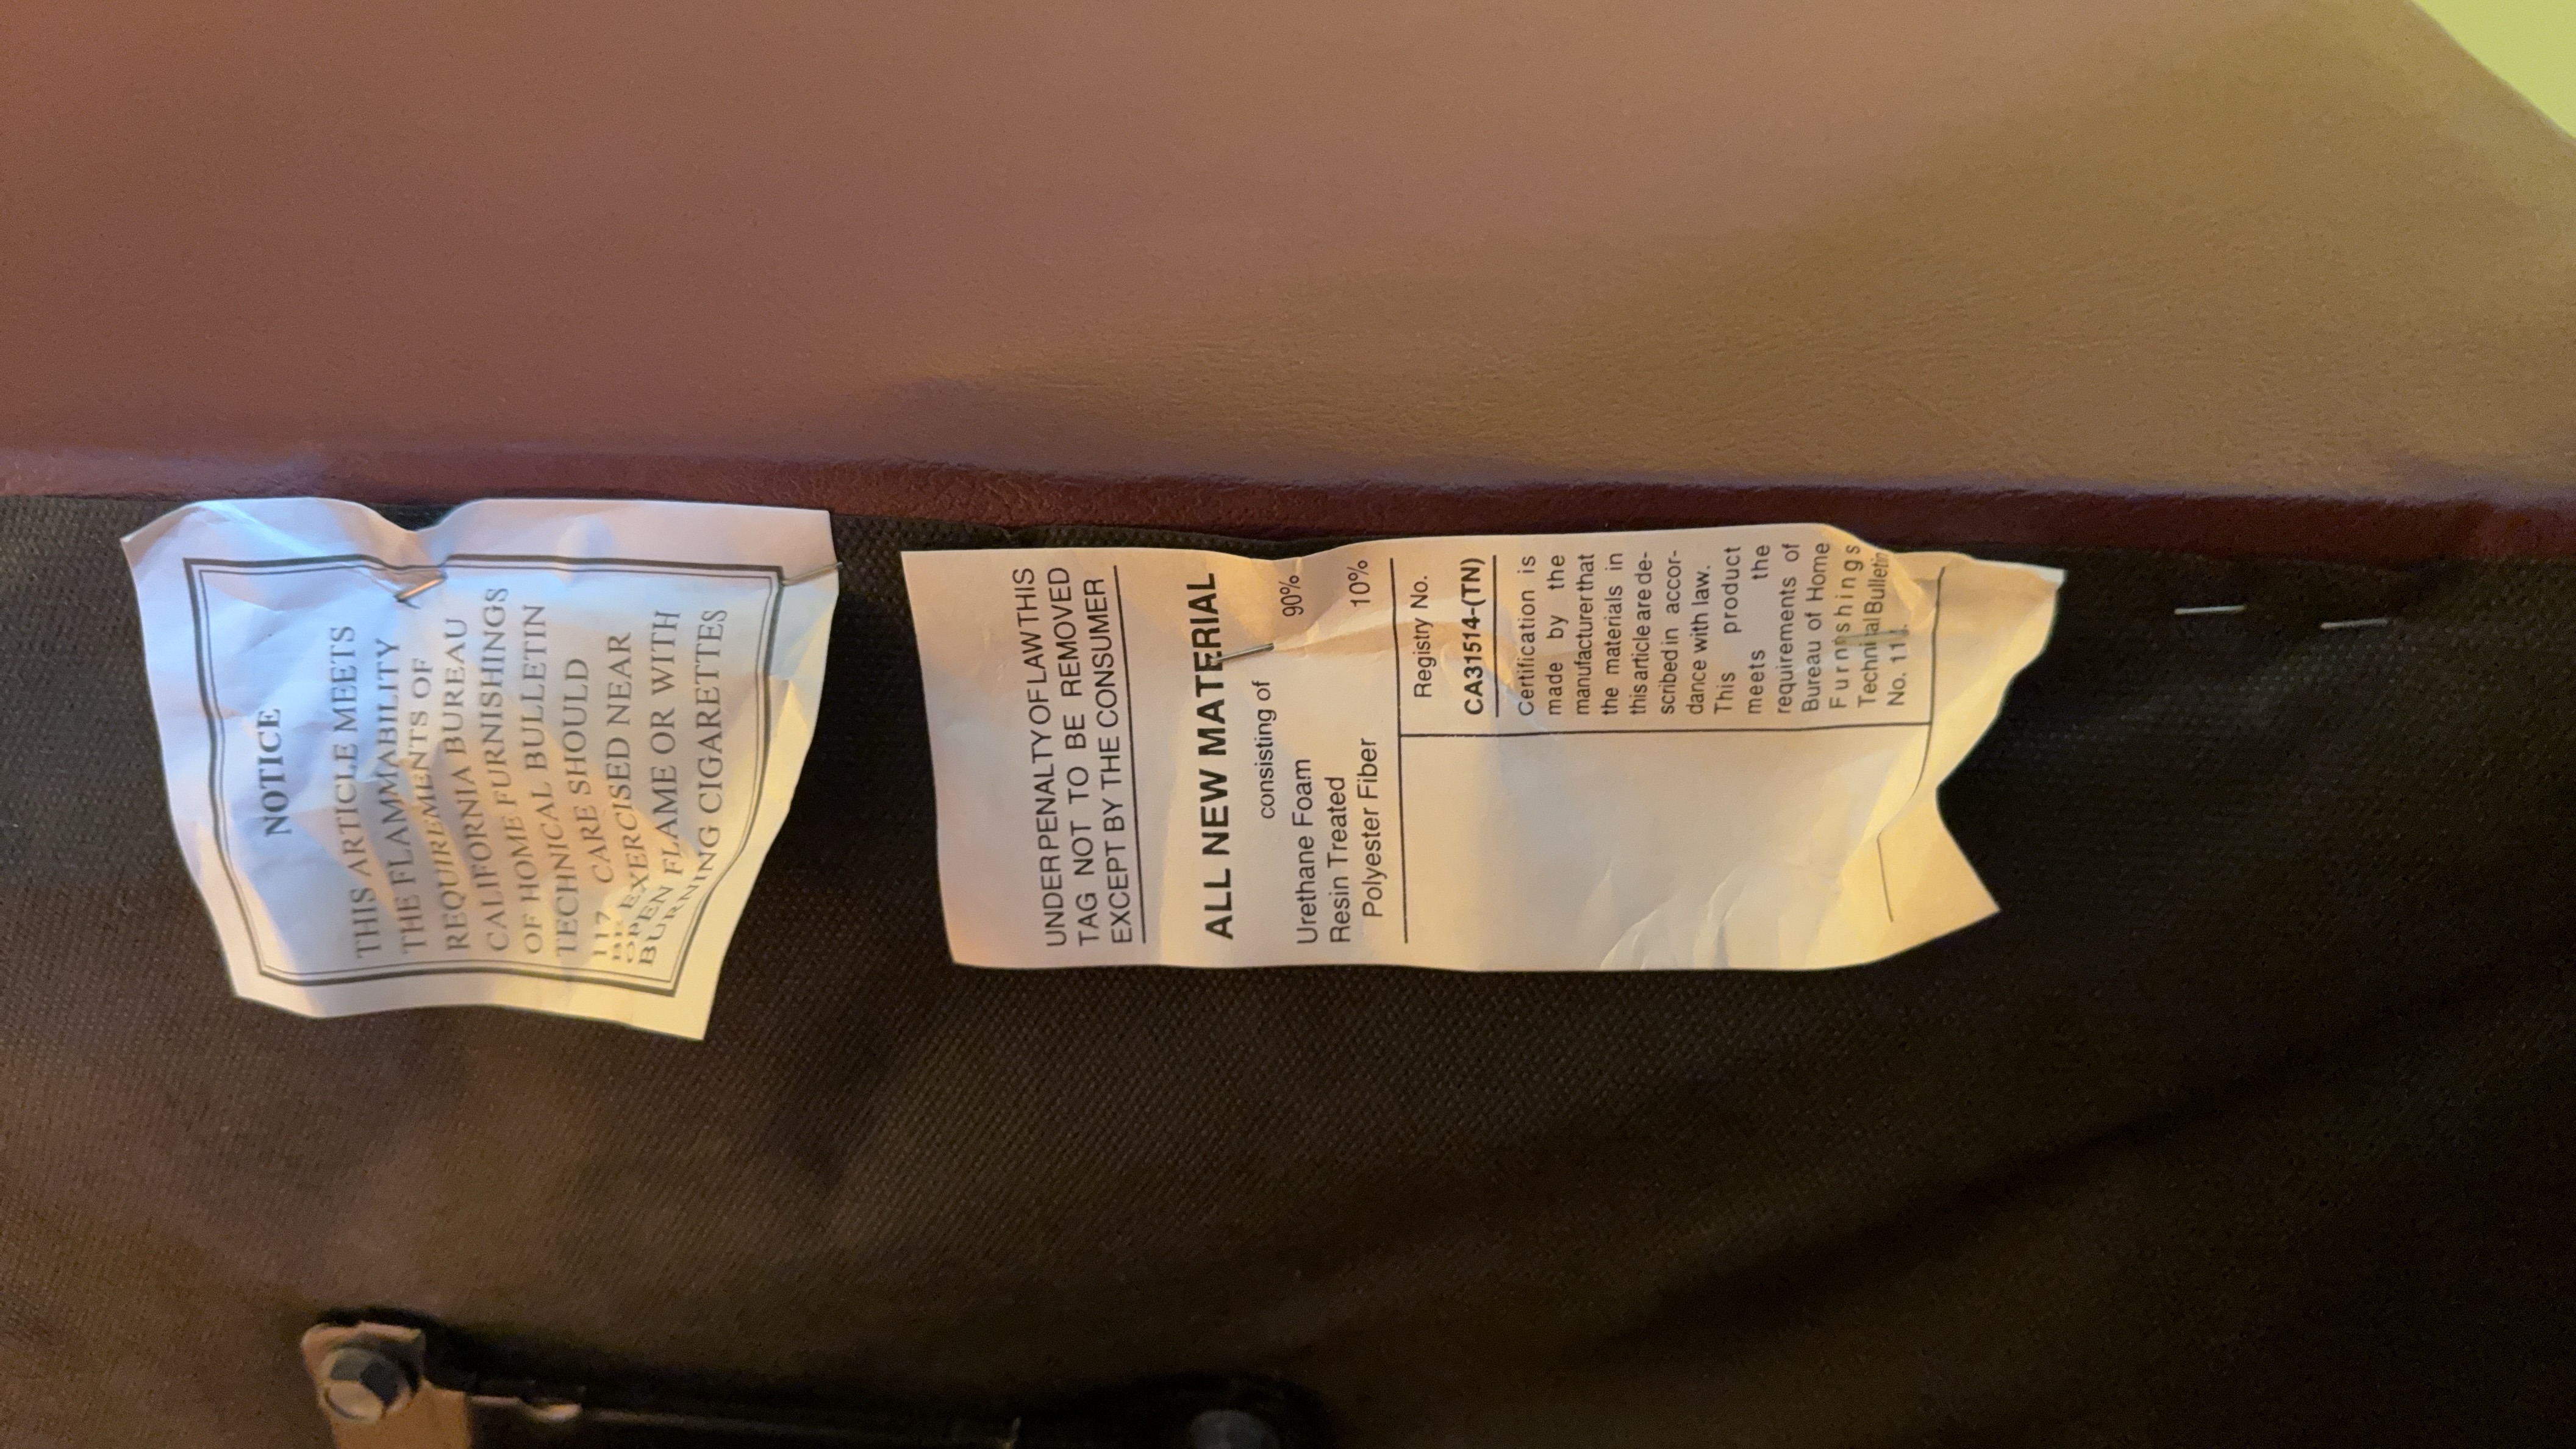 NOTICE
THIS ARTICLE MEETS
THE FLAMMABILITY
REQUIREMENTS OF
CALIFORNIA BUREAU
OF HOME FURNISHINGS
TECHNICAL BULLETIN
117 CARE SHOULD
BE EXERCISED NEAR
OPEN FLAME OR WITH
BURNING CIGARETTES
UNDER PENALTY OF LAW THIS
TAG NOT TO BE REMOVED
EXCEPT BY THE CONSUMER
ALL NEW MATERIAL
consisting of
Urethane Foam 90%
Resin Treated
Polyester Fiber 10%
Registry No.
CA31514-(TN)
Certification is
made by the
manufacturer that
the materials in
this article are de-
scribed in accor-
dance with law.
This product
meets the
requirements of
Bureau of Home
Furnishings
Technical Bulletin
No.